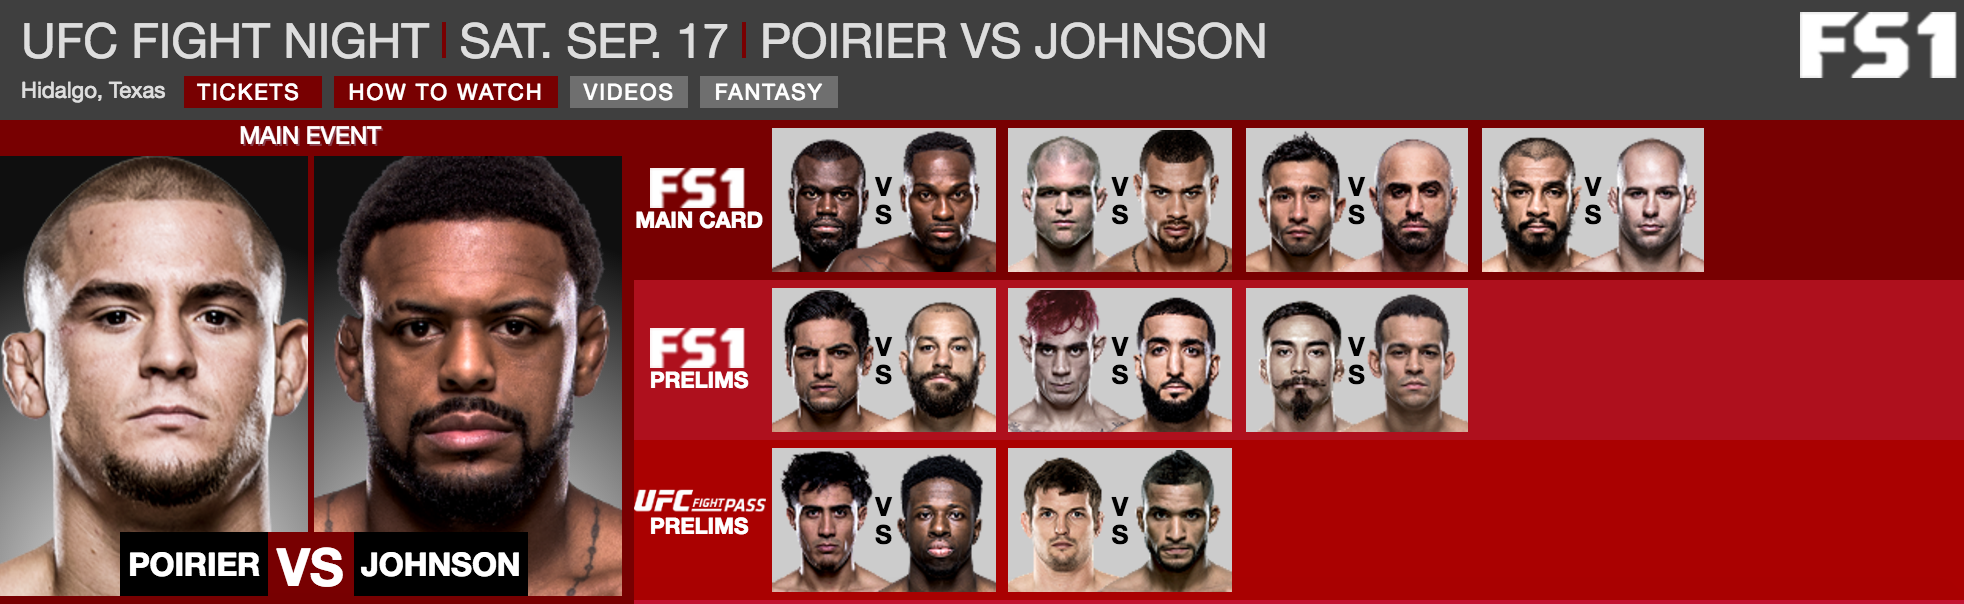 UFC FIGHT NIGHT | SAT. SEP. 17 | POIRIER VS JOHNSON
FS1
Hidalgo, Texas TICKETS HOW TO WATCH VIDEOS FANTASY
MAIN EVENT
POIRIER VS JOHNSON
FS1
MAIN CARD
VS
VS
VS
VS
FS1
PRELIMS
VS
VS
VS
UFC FIGHT PASS
PRELIMS
VS
VS